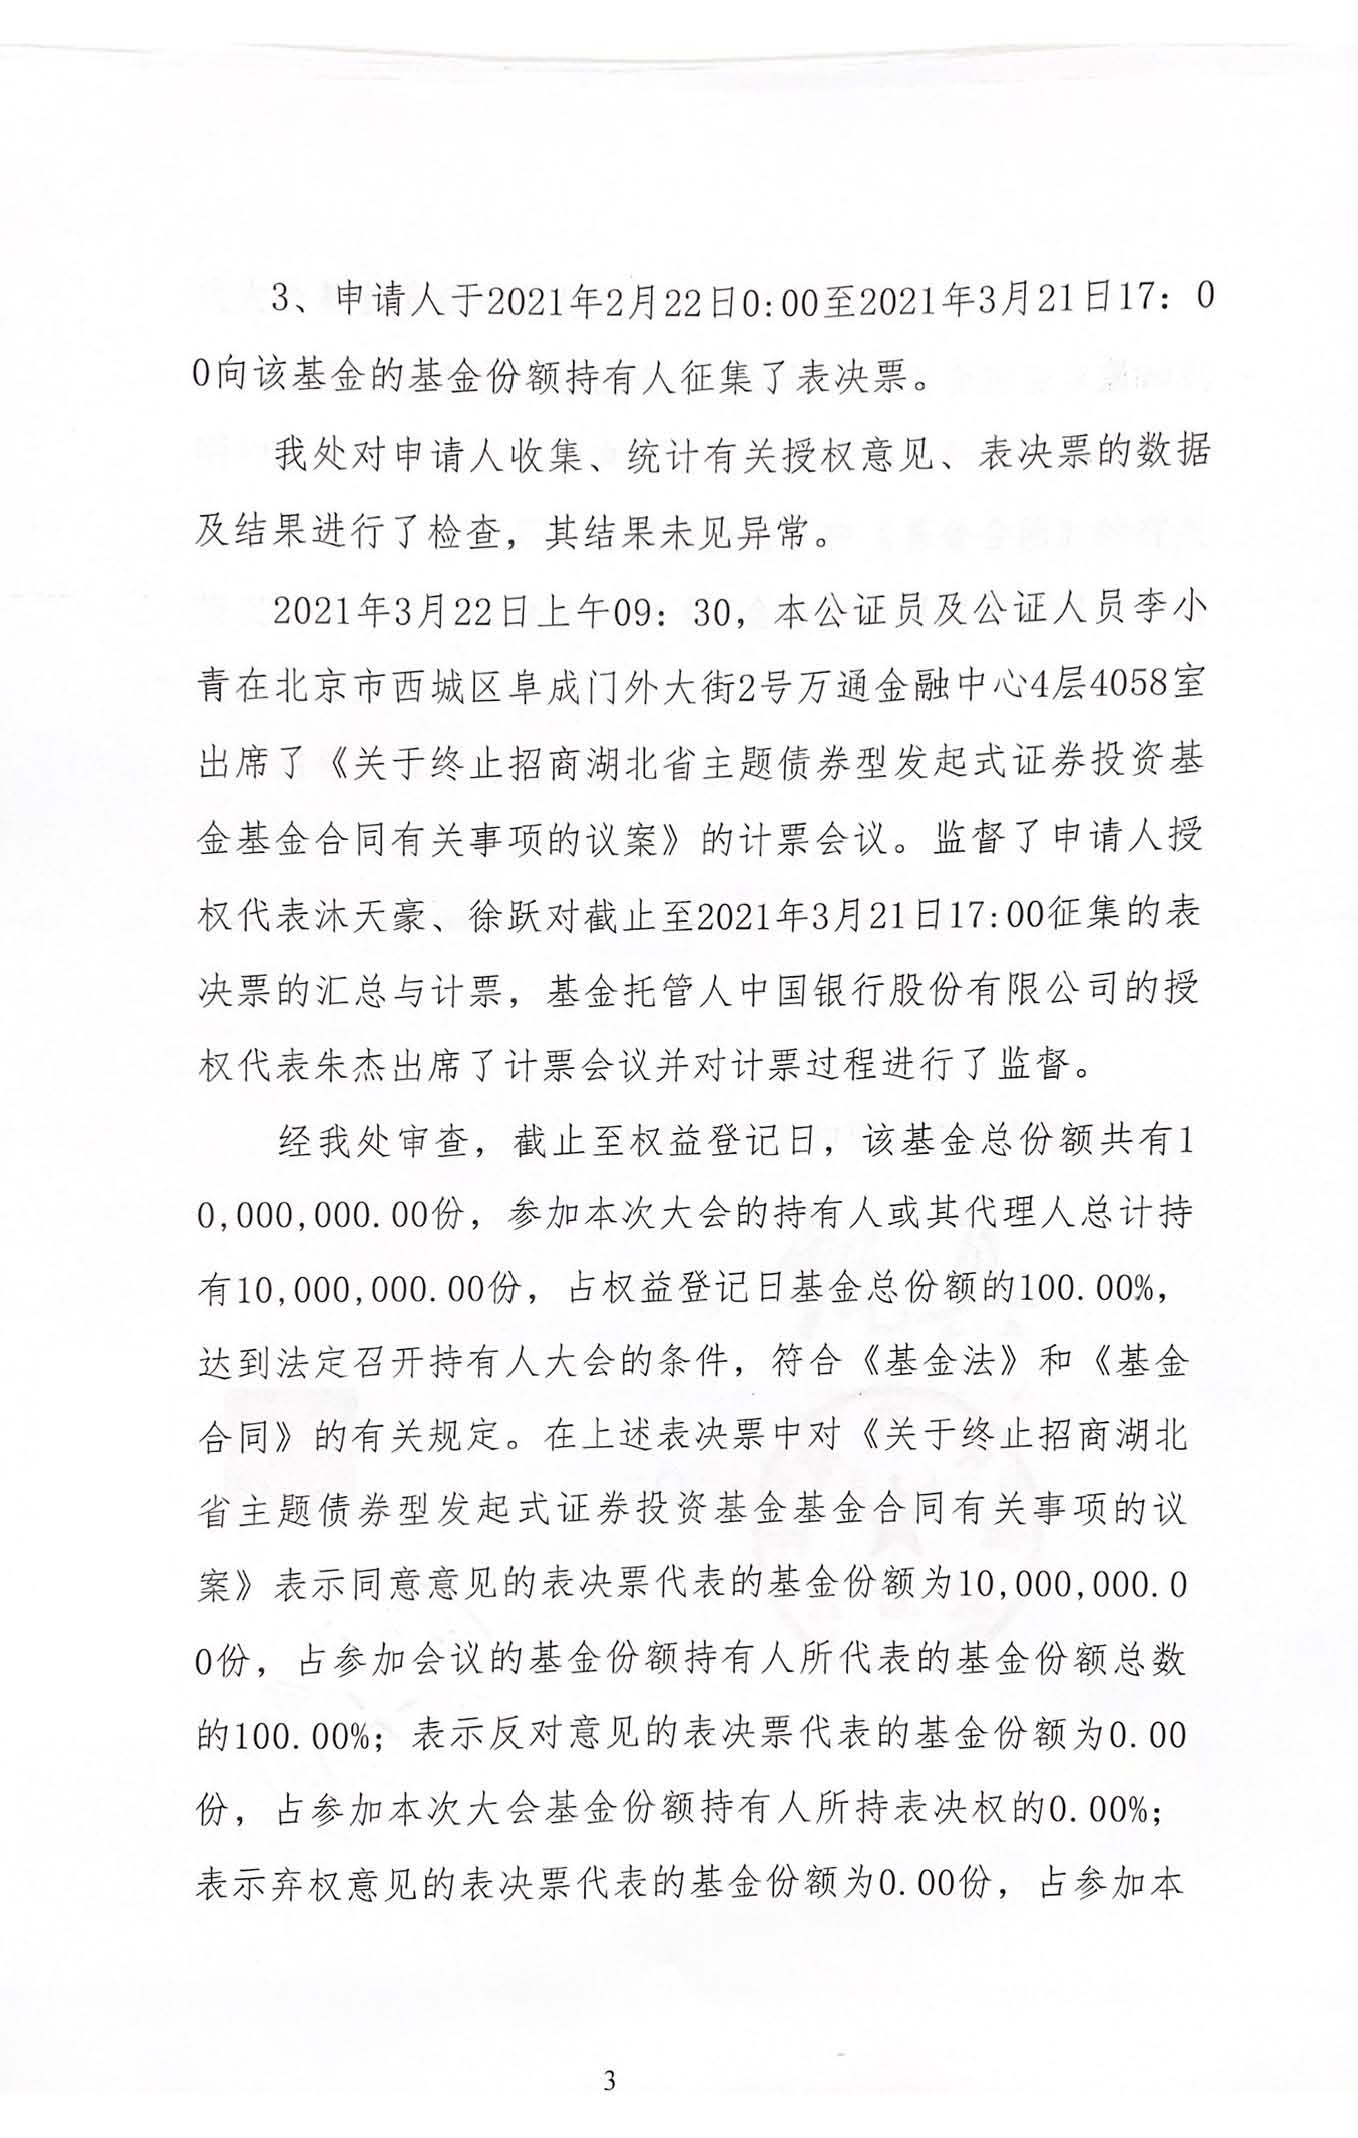 3、申请人于2021年2月22日0:00至2021年3月21日17：0
0向该基金的基金份额持有人征集了表决票。
我处对申请人收集、统计有关授权意见、表决票的数据
及结果进行了检查，其结果未见异常。
2021年3月22日上午09：30，本公证员及公证人员李小
青在北京市西城区阜成门外大街2号万通金融中心4层4058室
出席了《关于终止招商湖北省主题债券型发起式证券投资基
金基金合同有关事项的议案》的计票会议。监督了申请人授
权代表沐天豪、徐跃对截止至2021年3月21日17:00征集的表
决票的汇总与计票，基金托管人中国银行股份有限公司的授
权代表朱杰出席了计票会议并对计票过程进行了监督。
经我处审查，截止至权益登记日，该基金总份额共有1
0,000,000.00份，参加本次大会的持有人或其代理人总计持
有10,000,000.00份，占权益登记日基金总份额的100.00%，
达到法定召开持有人大会的条件，符合《基金法》和《基金
合同》的有关规定。在上述表决票中对《关于终止招商湖北
省主题债券型发起式证券投资基金基金合同有关事项的议
案》表示同意意见的表决票代表的基金份额为10,000,000.0
0份，占参加会议的基金份额持有人所代表的基金份额总数
的100.00%；表示反对意见的表决票代表的基金份额为0.00
份，占参加本次大会基金份额持有人所持表决权的0.00%；
表示弃权意见的表决票代表的基金份额为0.00份，占参加本
3